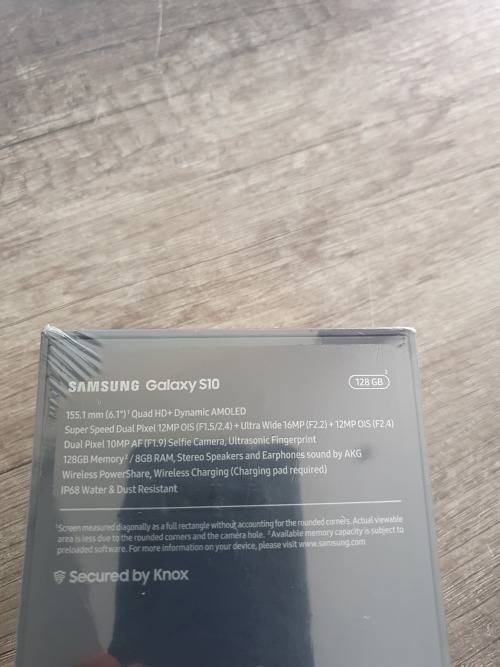 SAMSUNG Galaxy S10
128 GB ²
155.1 mm (6.1")¹ Quad HD+ Dynamic AMOLED
Super Speed Dual Pixel 12MP OIS (F1.5/2.4) + Ultra Wide 16MP (F2.2) + 12MP OIS (F2.4)
Dual Pixel 10MP AF (F1.9) Selfie Camera, Ultrasonic Fingerprint
128GB Memory² / 8GB RAM, Stereo Speakers and Earphones sound by AKG
Wireless PowerShare, Wireless Charging (Charging pad required)
IP68 Water & Dust Resistant
¹Screen measured diagonally as a full rectangle without accounting for the rounded corners. Actual viewable
area is less due to the rounded corners and the camera hole. ²Available memory capacity is subject to
preloaded software. For more information on your device, please visit www.samsung.com
Secured by Knox